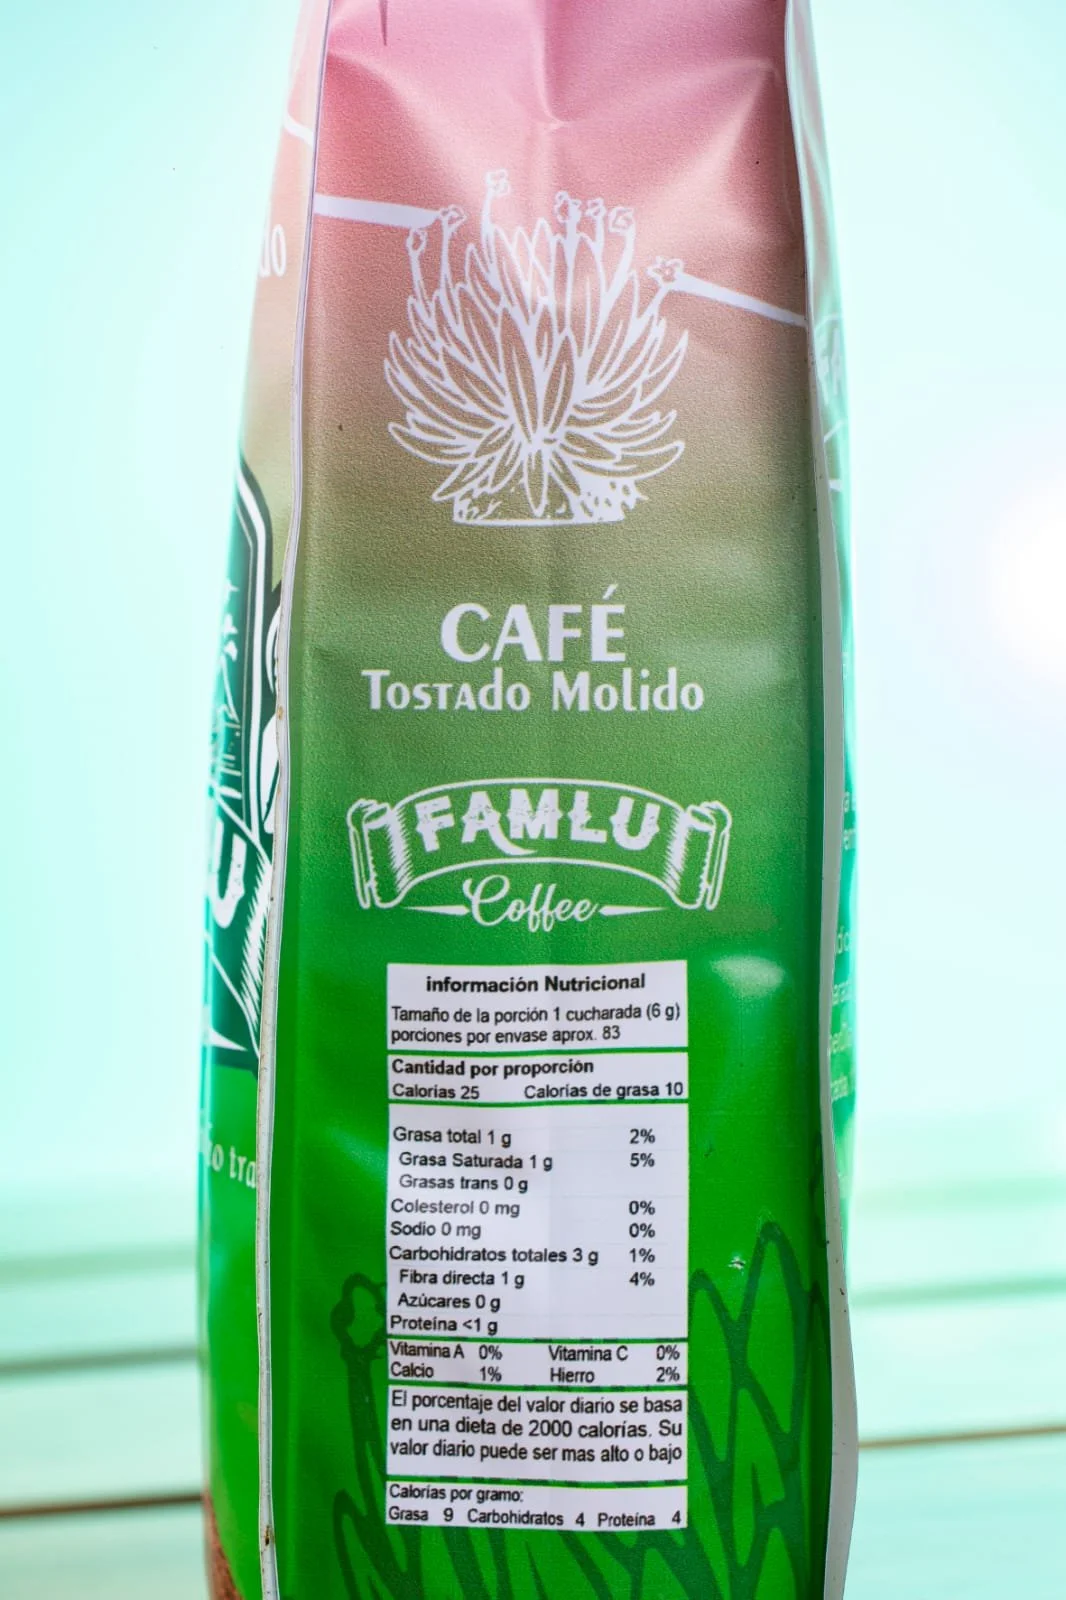 CAFÉ
Tostado Molido
FAMLU
Coffee
información Nutricional
Tamaño de la porción 1 cucharada (6 g)
porciones por envase aprox. 83
Cantidad por proporción
Calorías 25 Calorías de grasa 10
Grasa total 1 g 2%
Grasa Saturada 1 g 5%
Grasas trans 0 g
Colesterol 0 mg 0%
Sodio 0 mg 0%
Carbohidratos totales 3 g 1%
Fibra directa 1 g 4%
Azúcares 0 g
Proteína <1 g
Vitamina A 0% Vitamina C 0%
Calcio 1% Hierro 2%
El porcentaje del valor diario se basa
en una dieta de 2000 calorías. Su
valor diario puede ser mas alto o bajo
Calorías por gramo:
Grasa 9 Carbohidratos 4 Proteína 4